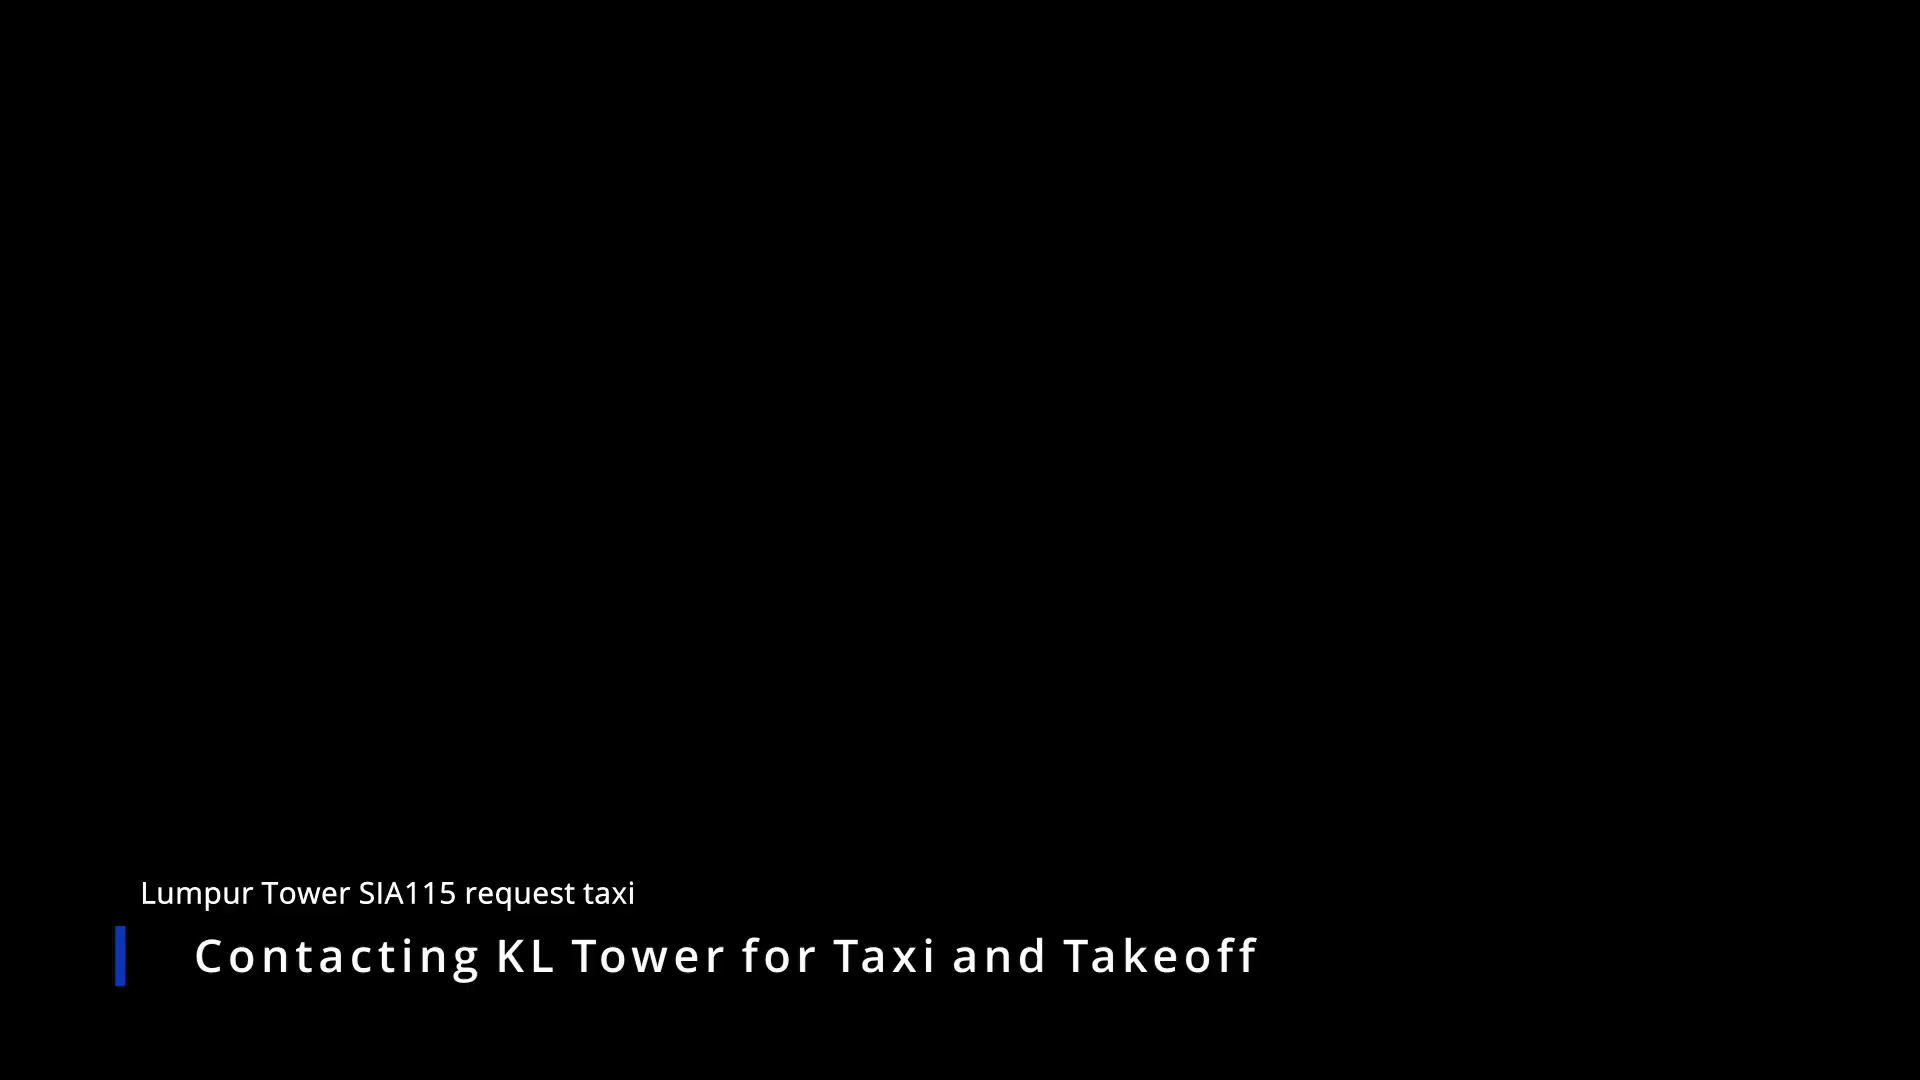 Lumpur Tower SIA115 request taxi
Contacting KL Tower for Taxi and Takeoff